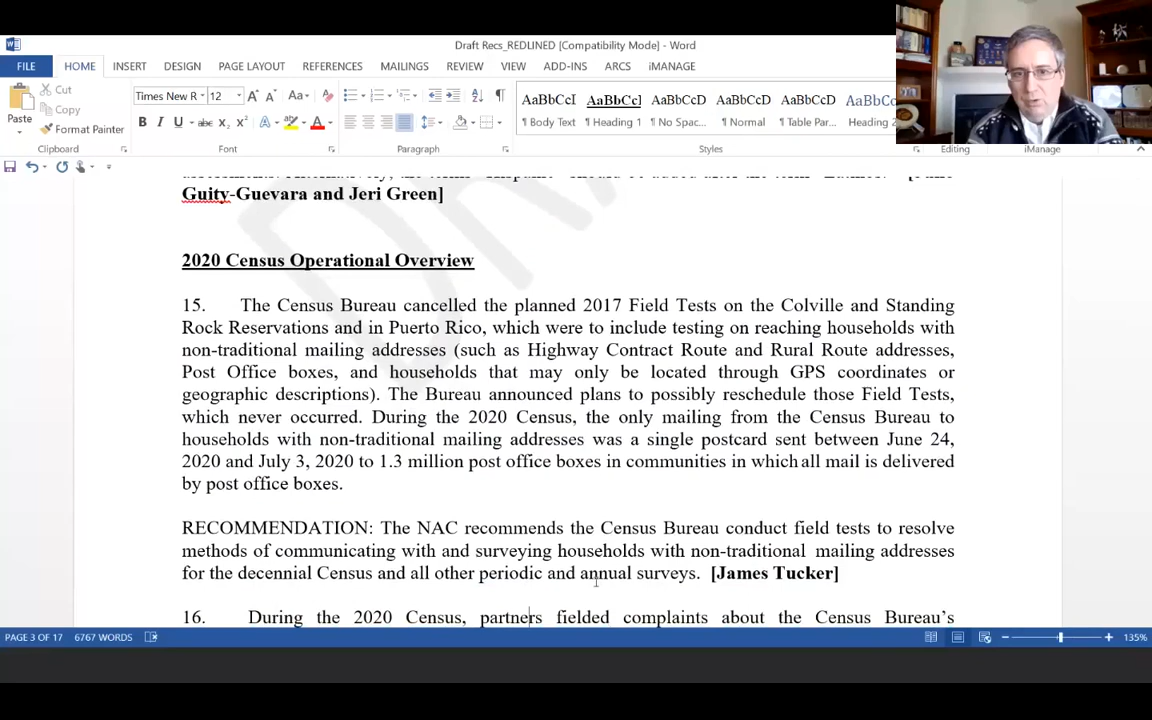 Draft Recs_REDLINED [Compatibility Mode] - Word
FILE HOME INSERT DESIGN PAGE LAYOUT REFERENCES MAILINGS REVIEW VIEW ADD-INS ARCS iMANAGE
Paste
Cut
Copy
Format Painter
Clipboard
Times New R 12
Font
Paragraph
AaBbCcI AaBbCcI AaBbCcD AaBbCcD AaBbCcD AaBbC
¶ Body Text ¶ Heading 1 ¶ No Spac... ¶ Normal ¶ Table Par... Heading 2
Styles
Editing
iManage
Guity-Guevara and Jeri Green]
2020 Census Operational Overview
15. The Census Bureau cancelled the planned 2017 Field Tests on the Colville and Standing
Rock Reservations and in Puerto Rico, which were to include testing on reaching households with
non-traditional mailing addresses (such as Highway Contract Route and Rural Route addresses,
Post Office boxes, and households that may only be located through GPS coordinates or
geographic descriptions). The Bureau announced plans to possibly reschedule those Field Tests,
which never occurred. During the 2020 Census, the only mailing from the Census Bureau to
households with non-traditional mailing addresses was a single postcard sent between June 24,
2020 and July 3, 2020 to 1.3 million post office boxes in communities in which all mail is delivered
by post office boxes.
RECOMMENDATION: The NAC recommends the Census Bureau conduct field tests to resolve
methods of communicating with and surveying households with non-traditional mailing addresses
for the decennial Census and all other periodic and annual surveys. [James Tucker]
16. During the 2020 Census, partners fielded complaints about the Census Bureau's
PAGE 3 OF 17 6767 WORDS 135%